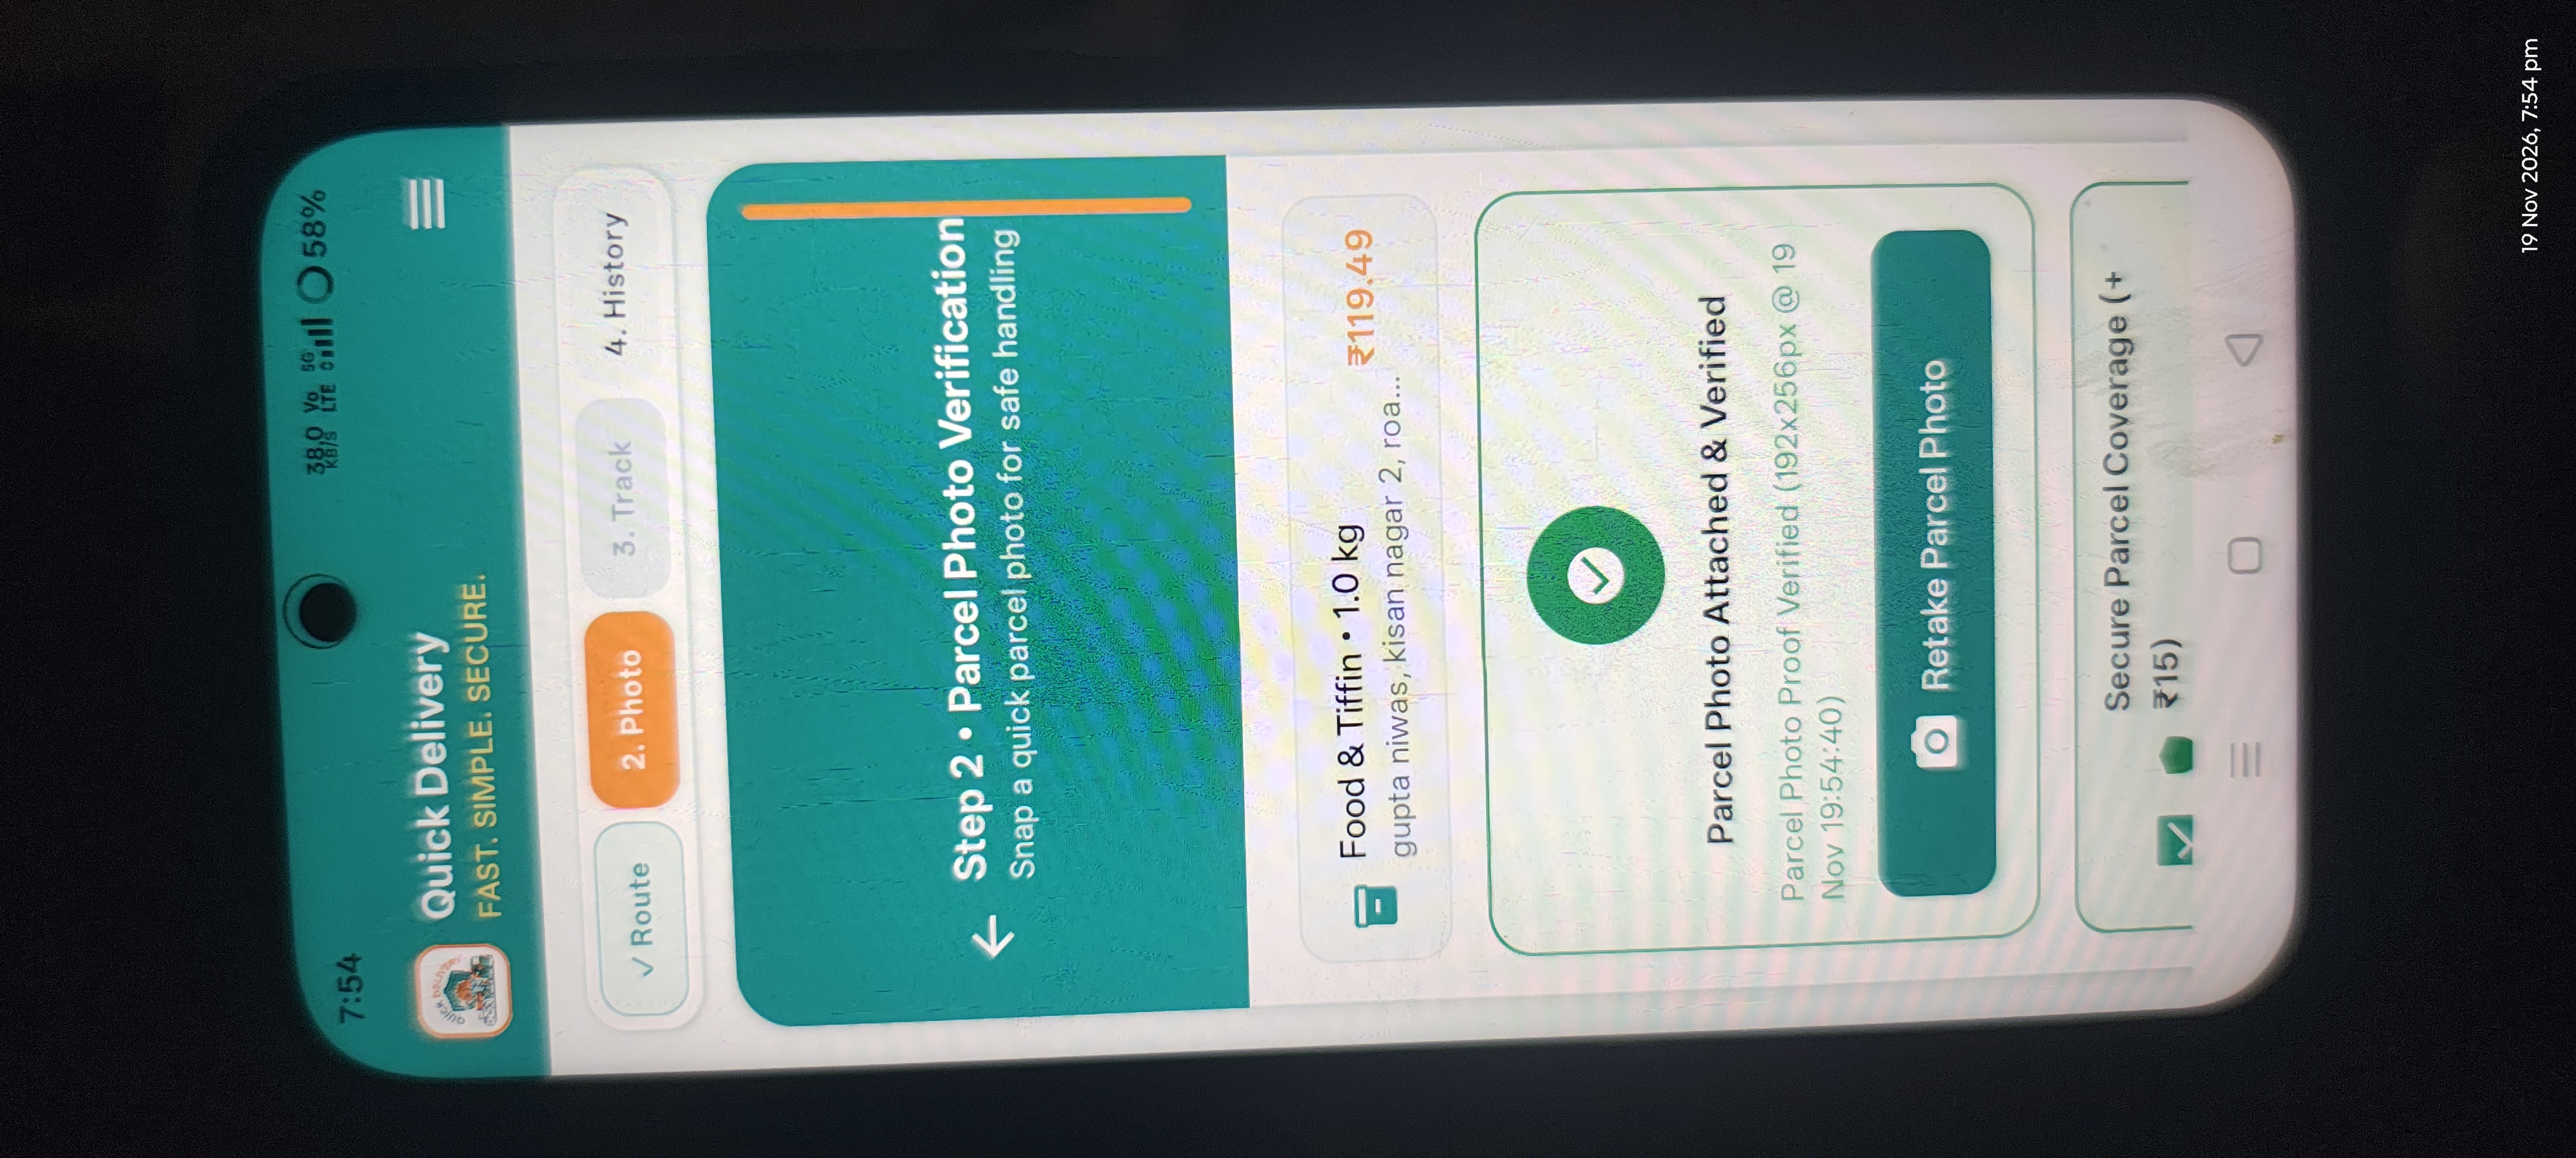 7:54
38.0 KB/S Vo LTE 5G 58%
QUICK DELIVERY
Quick Delivery
FAST. SIMPLE. SECURE.
✓ Route 2. Photo 3. Track 4. History
Step 2 • Parcel Photo Verification
Snap a quick parcel photo for safe handling
Food & Tiffin • 1.0 kg
₹119.49
gupta niwas, kisan nagar 2, roa...
Parcel Photo Attached & Verified
Parcel Photo Proof Verified (192x256px @ 19
Nov 19:54:40)
Retake Parcel Photo
Secure Parcel Coverage (+
₹15)
19 Nov 2026, 7:54 pm